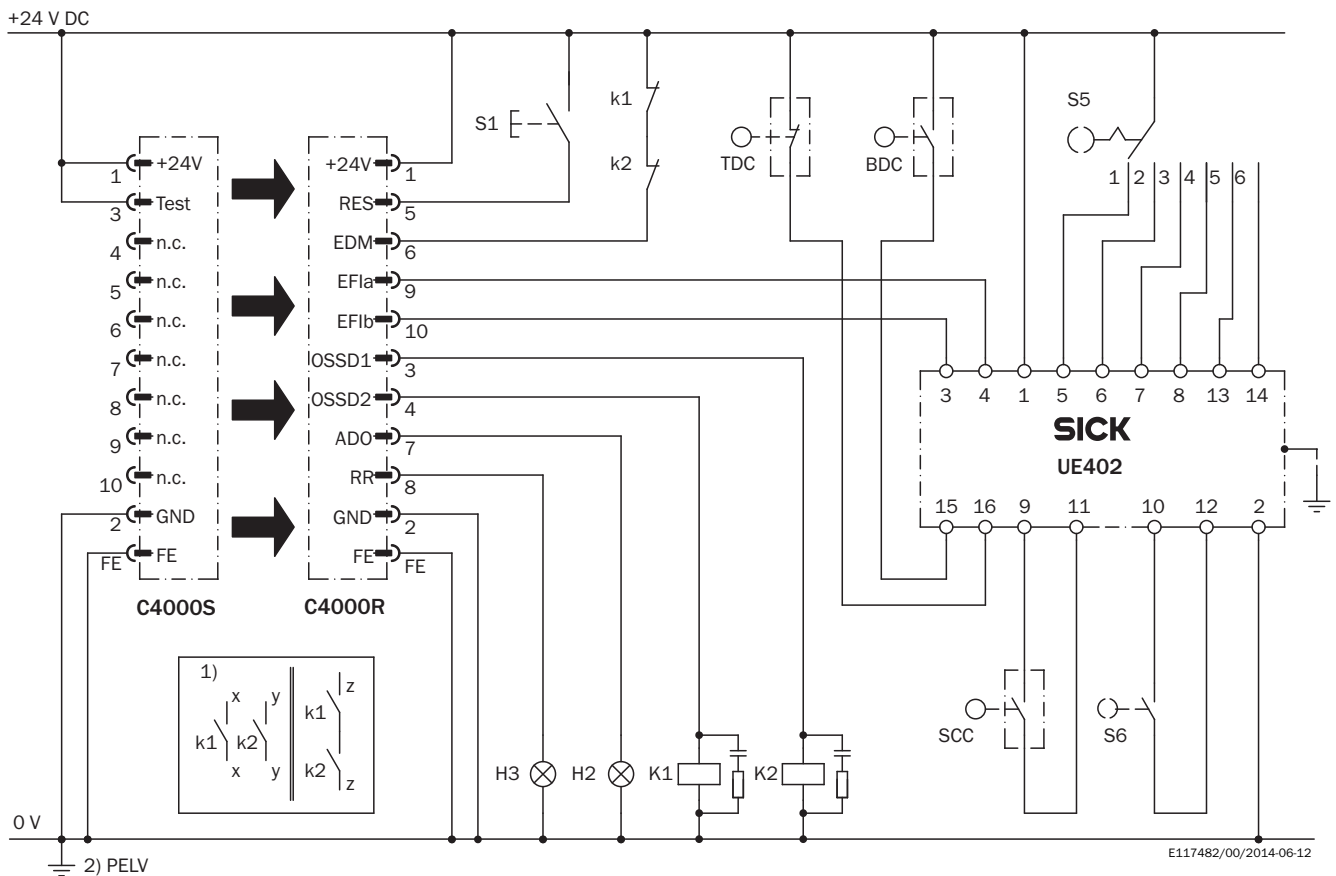 +24 V DC
S1
k1
k2
TDC
BDC
S5
1 2 3 4 5 6
+24V
1
Test
3
n.c.
4
n.c.
5
n.c.
6
n.c.
7
n.c.
8
n.c.
9
n.c.
10
GND
2
FE
FE
C4000S
+24V
1
RES
5
EDM
6
EFIa
9
EFIb
10
OSSD1
3
OSSD2
4
ADO
7
RR
8
GND
2
FE
FE
C4000R
3 4 1 5 6 7 8 13 14
SICK
UE402
15 16 9 11 10 12 2
SCC
S6
1)
x y z
k1 k2 k1
x y k2 z
H3 H2 K1 K2
0 V
2) PELV
E117482/00/2014-06-12